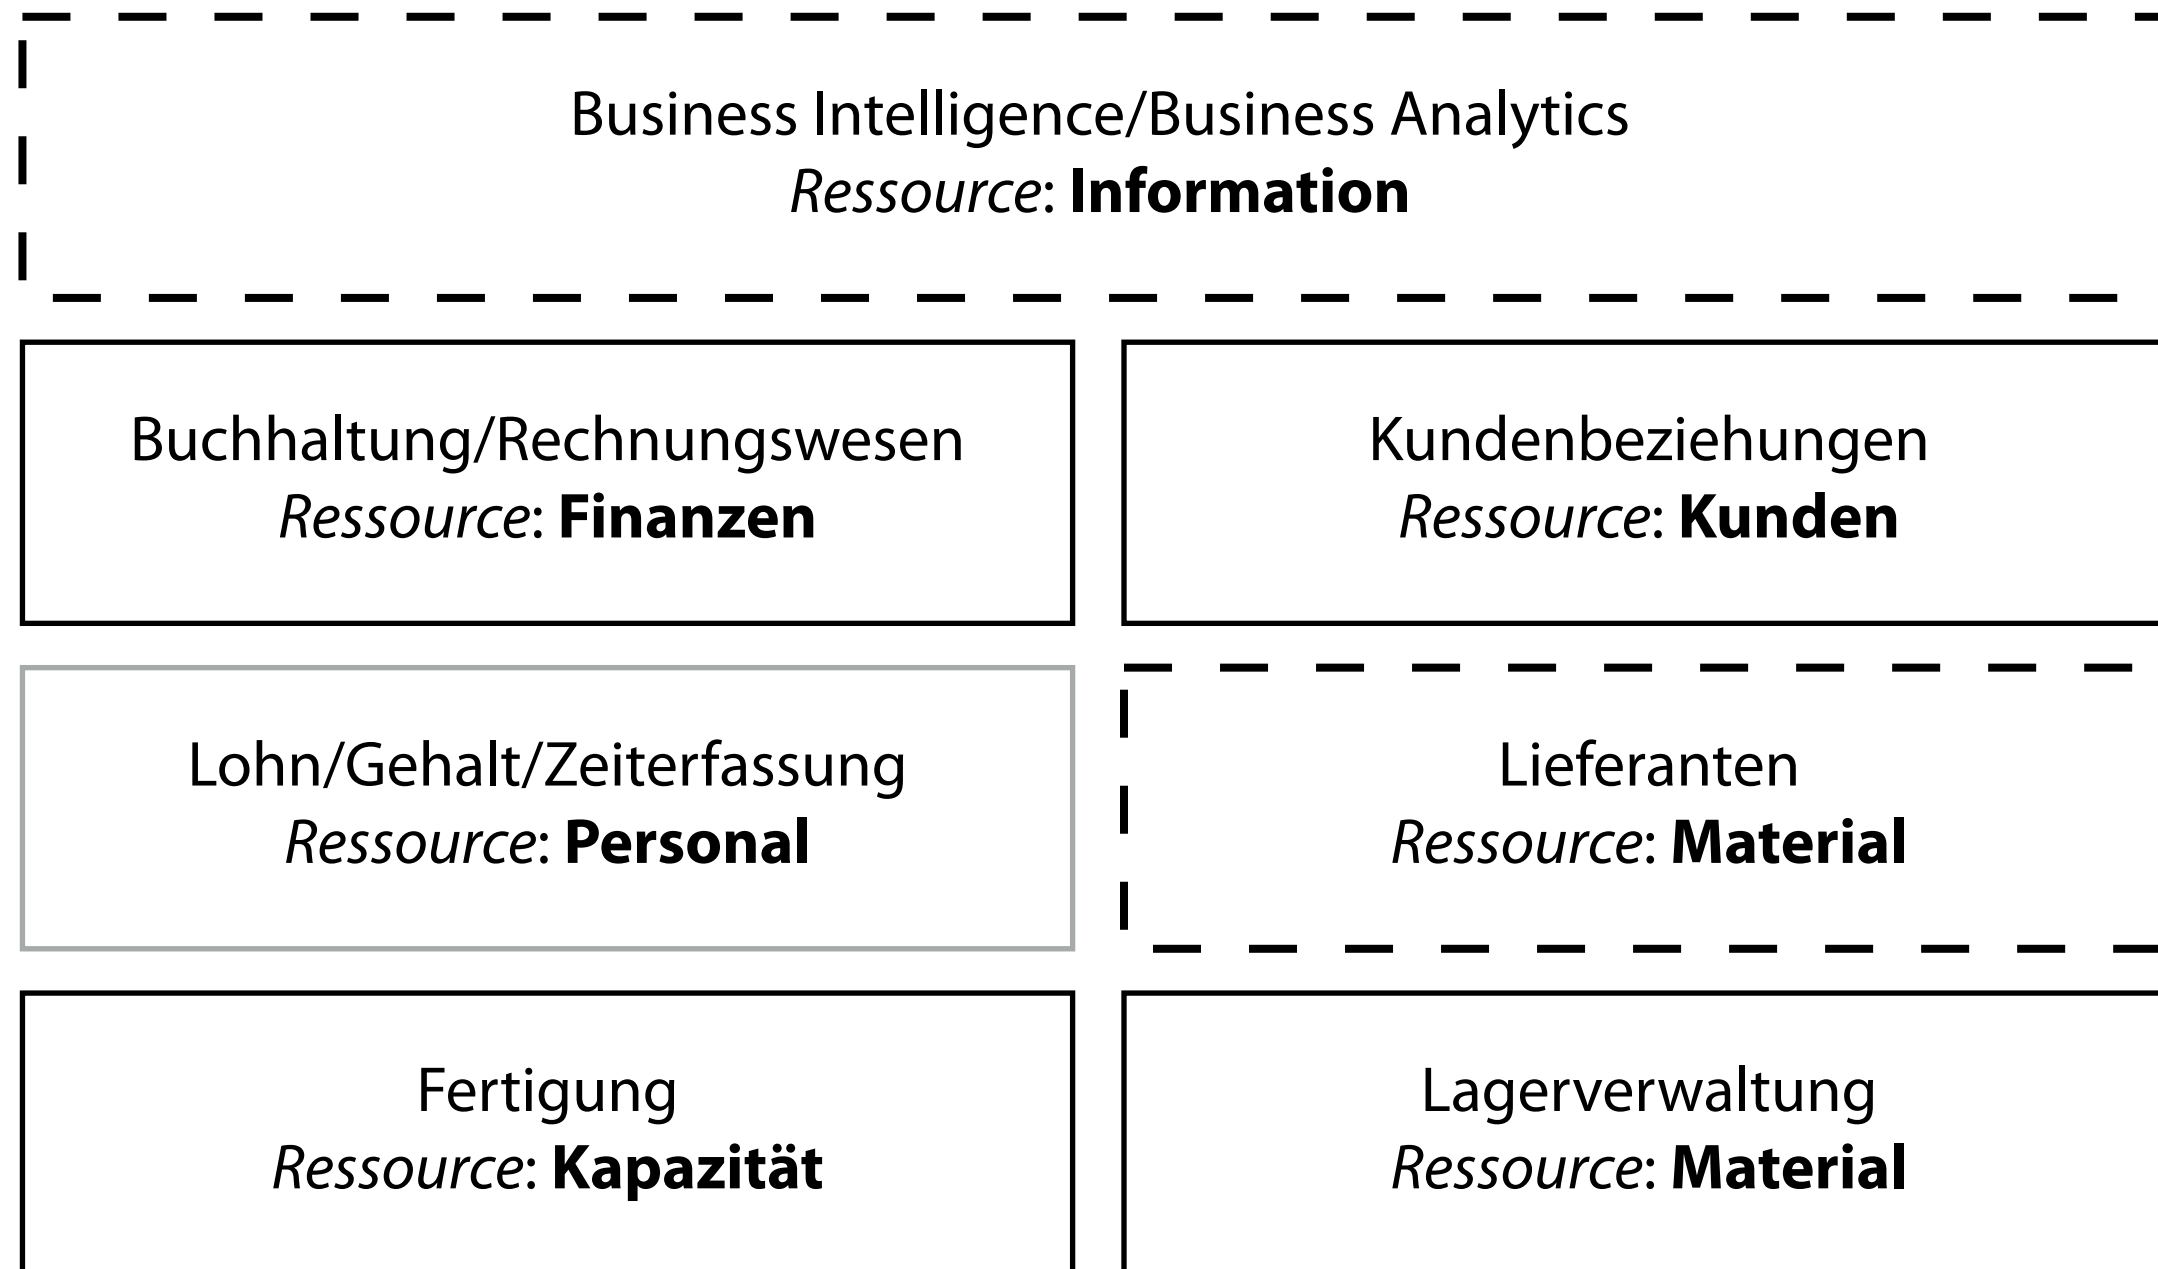 Business Intelligence/Business Analytics
Ressource: Information
Buchhaltung/Rechnungswesen
Ressource: Finanzen
Kundenbeziehungen
Ressource: Kunden
Lohn/Gehalt/Zeiterfassung
Ressource: Personal
Lieferanten
Ressource: Material
Fertigung
Ressource: Kapazität
Lagerverwaltung
Ressource: Material